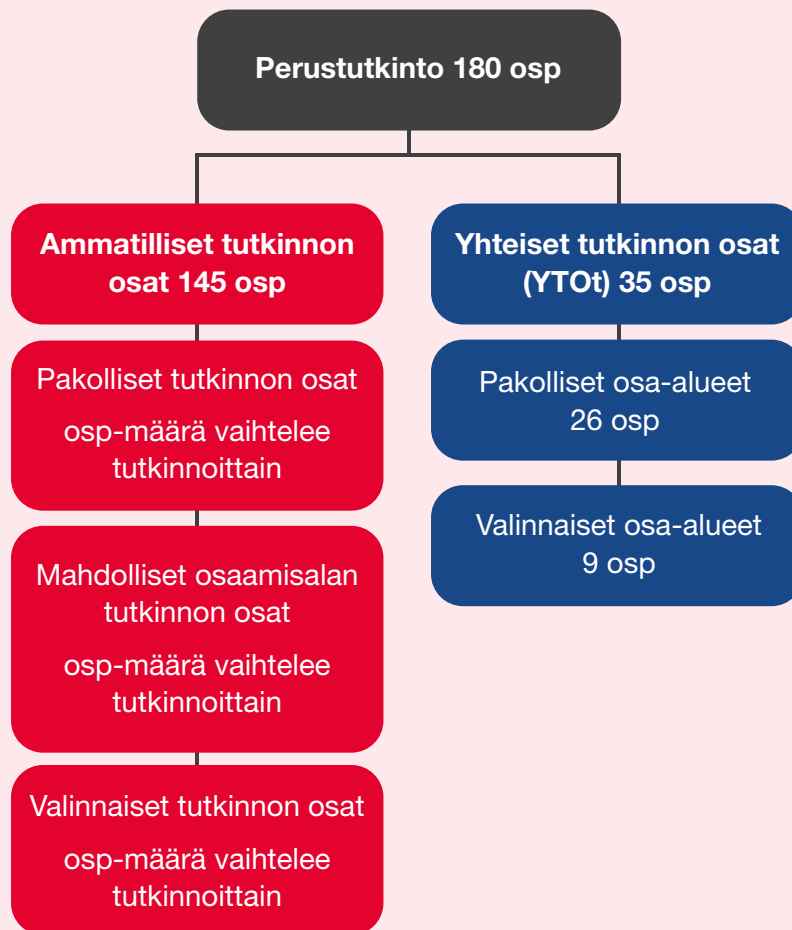 Perustutkinto 180 osp
Ammatilliset tutkinnon
osat 145 osp
Pakolliset tutkinnon osat
osp-määrä vaihtelee
tutkinnoittain
Mahdolliset osaamisalan
tutkinnon osat
osp-määrä vaihtelee
tutkinnoittain
Valinnaiset tutkinnon osat
osp-määrä vaihtelee
tutkinnoittain
Yhteiset tutkinnon osat
(YTOt) 35 osp
Pakolliset osa-alueet
26 osp
Valinnaiset osa-alueet
9 osp